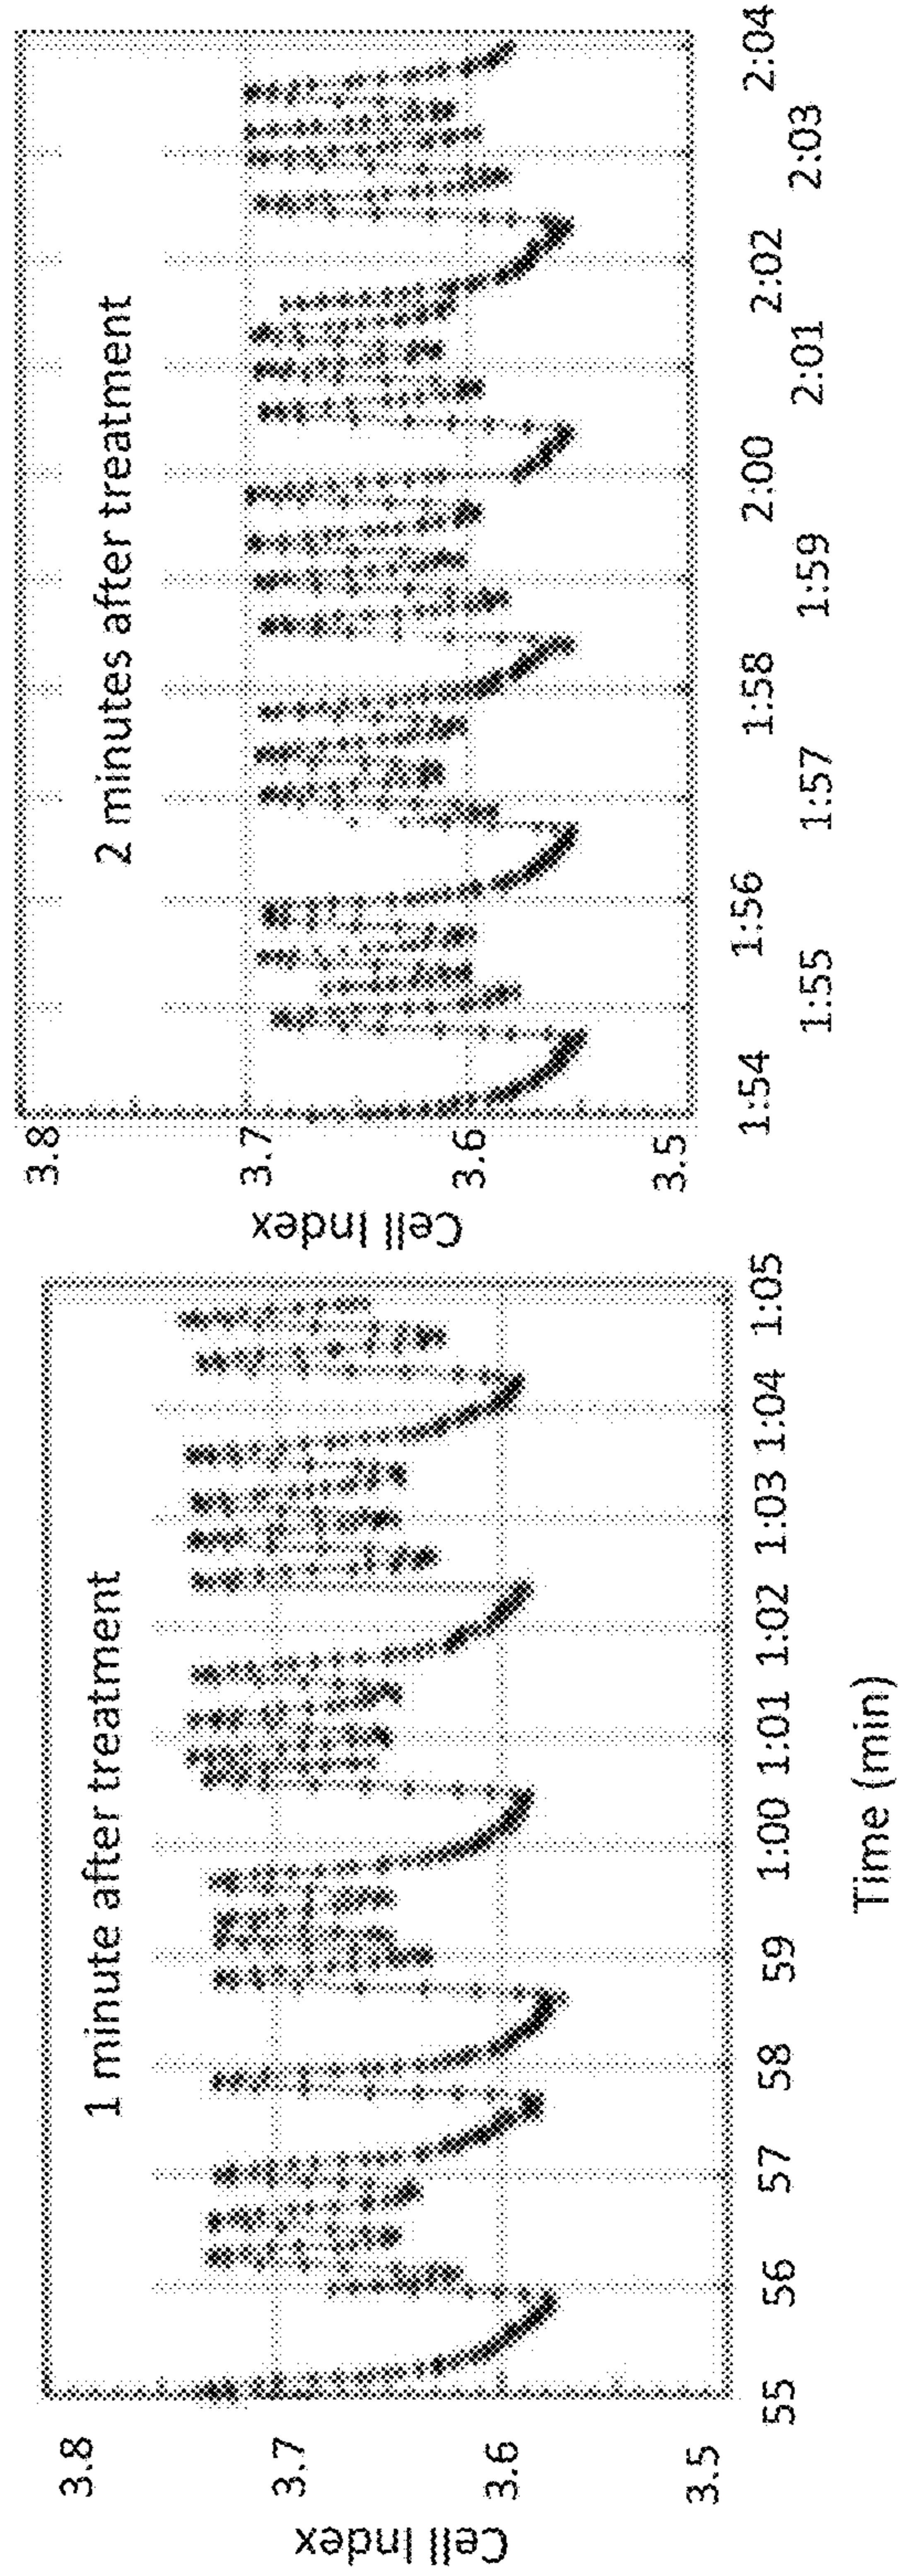 1 minute after treatment
Cell Index
3.8
3.7
3.6
3.5
55 56 57 58 59 1:00 1:01 1:02 1:03 1:04 1:05
Time (min)
2 minutes after treatment
Cell Index
3.8
3.7
3.6
3.5
1:54 1:55 1:56 1:57 1:58 1:59 2:00 2:01 2:02 2:03 2:04